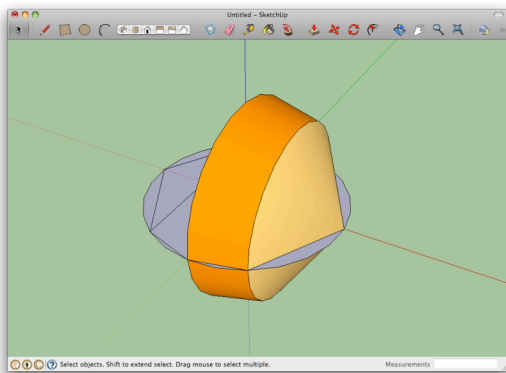 Untitled – SketchUp
Select objects. Shift to extend select. Drag mouse to select multiple.
Measurements